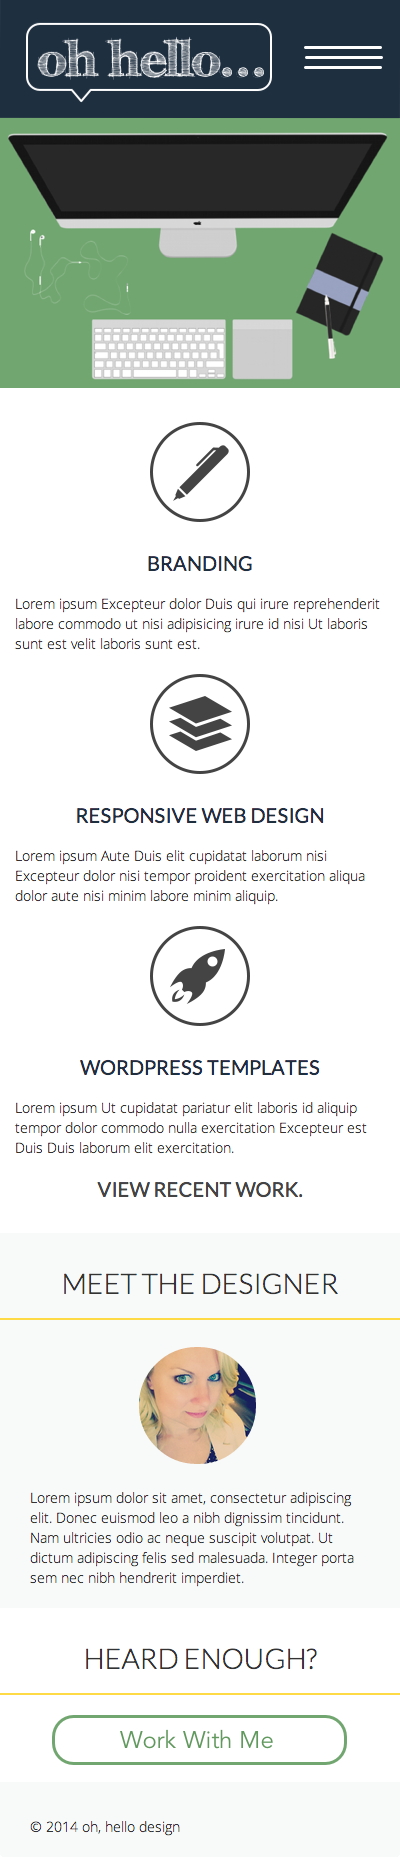 oh hello...
BRANDING
Lorem ipsum Excepteur dolor Duis qui irure reprehenderit
labore commodo ut nisi adipisicing irure id nisi Ut laboris
sunt est velit laboris sunt est.
RESPONSIVE WEB DESIGN
Lorem ipsum Aute Duis elit cupidatat laborum nisi
Excepteur dolor nisi tempor proident exercitation aliqua
dolor aute nisi minim labore minim aliquip.
WORDPRESS TEMPLATES
Lorem ipsum Ut cupidatat pariatur elit laboris id aliquip
tempor dolor commodo nulla exercitation Excepteur est
Duis Duis laborum elit exercitation.
VIEW RECENT WORK.
MEET THE DESIGNER
Lorem ipsum dolor sit amet, consectetur adipiscing
elit. Donec euismod leo a nibh dignissim tincidunt.
Nam ultricies odio ac neque suscipit volutpat. Ut
dictum adipiscing felis sed malesuada. Integer porta
sem nec nibh hendrerit imperdiet.
HEARD ENOUGH?
Work With Me
© 2014 oh, hello design